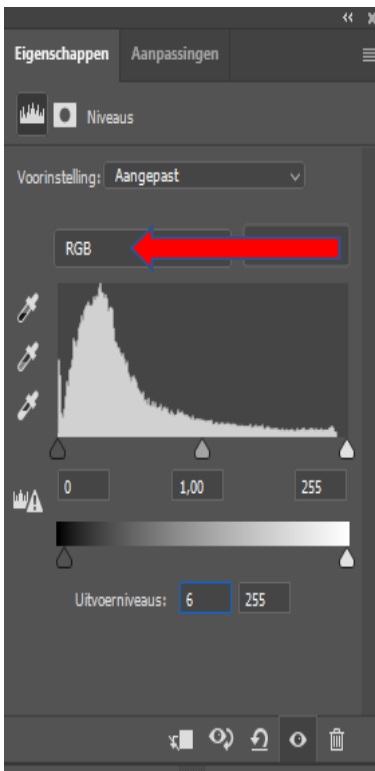 Eigenschappen Aanpassingen
Niveaus
Voorinstelling: Aangepast
RGB
0 1,00 255
Uitvoerniveaus: 6 255